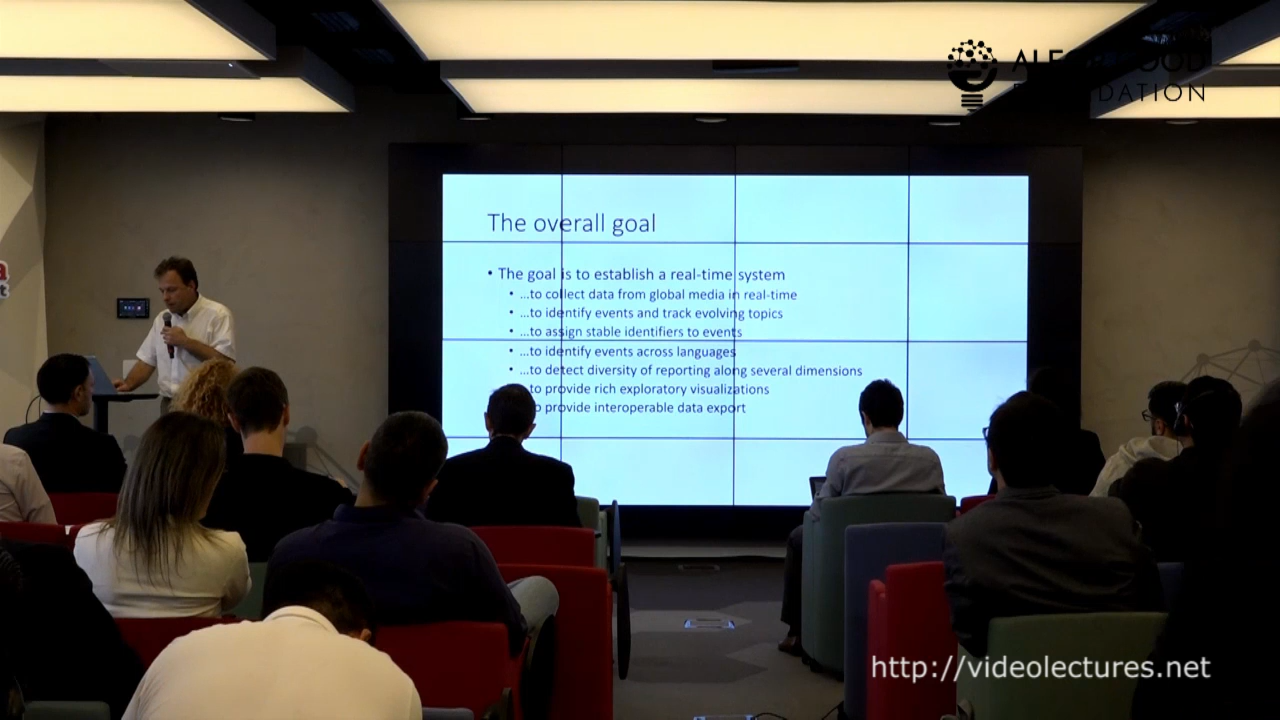 The overall goal
• The goal is to establish a real-time system
• ...to collect data from global media in real-time
• ...to identify events and track evolving topics
• ...to assign stable identifiers to events
• ...to identify events across languages
• ...to detect diversity of reporting along several dimensions
to provide rich exploratory visualizations
provide interoperable data export
http://videolectures.net